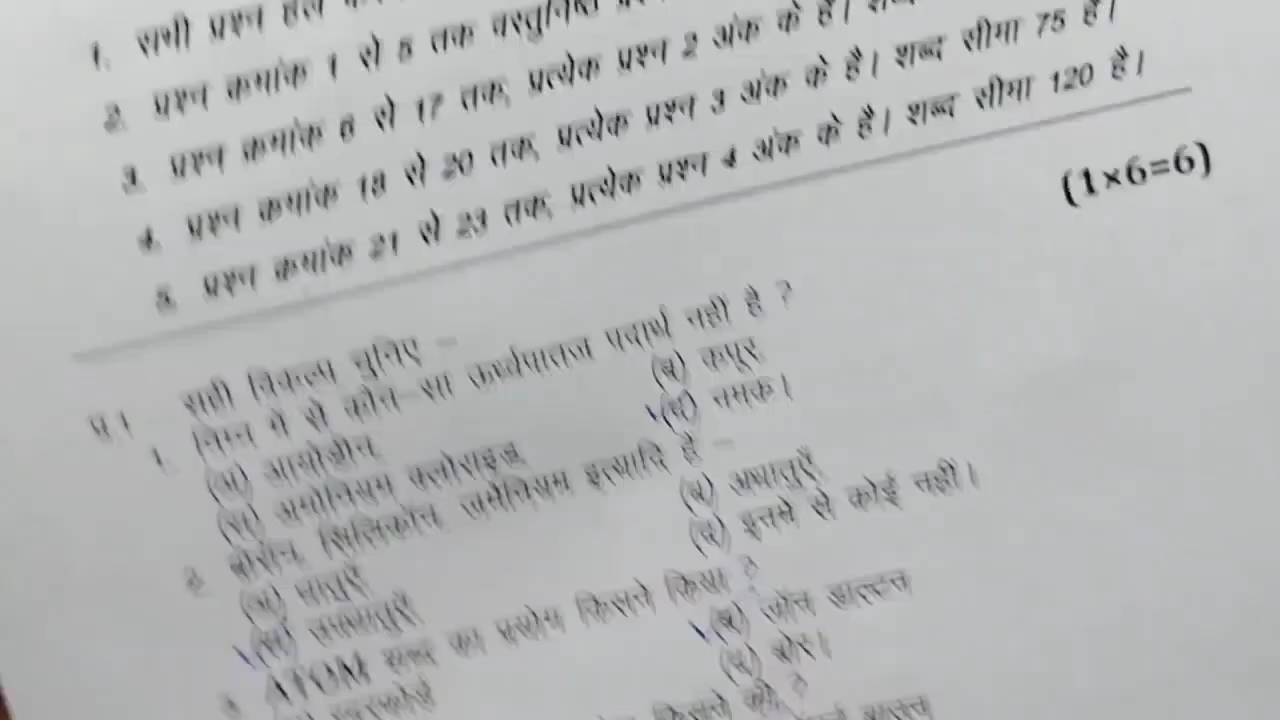 1. सभी प्रश्न हल
2. प्रश्न क्रमांक 1 से 5 तक वस्तुनिष्ठ
3. प्रश्न क्रमांक 6 से 17 तक, प्रत्येक प्रश्न 2 अंक के हैं।
4. प्रश्न क्रमांक 18 से 20 तक, प्रत्येक प्रश्न 3 अंक के है। शब्द सीमा 75 है।
5. प्रश्न क्रमांक 21 से 23 तक, प्रत्येक प्रश्न 4 अंक के है। शब्द सीमा 120 है।
(1×6=6)
प्र.1 सही विकल्प चुनिए –
1. निम्न में से कौन-सा ऊर्ध्वपातज पदार्थ नहीं है ?
(अ) आयोडीन (ब) कपूर
(स) अमोनियम क्लोराइड (द) नमक।
2. बोरॉन, सिलिकॉन, जर्मेनियम इत्यादि हैं –
(अ) धातुएँ (ब) अधातुएँ
(स) उपधातुएँ (द) इनमे से कोई नहीं।
3. ATOM शब्द का प्रयोग किसने किया ?
(ब) जॉन डाल्टन
(द) बोर।
किसने की ?